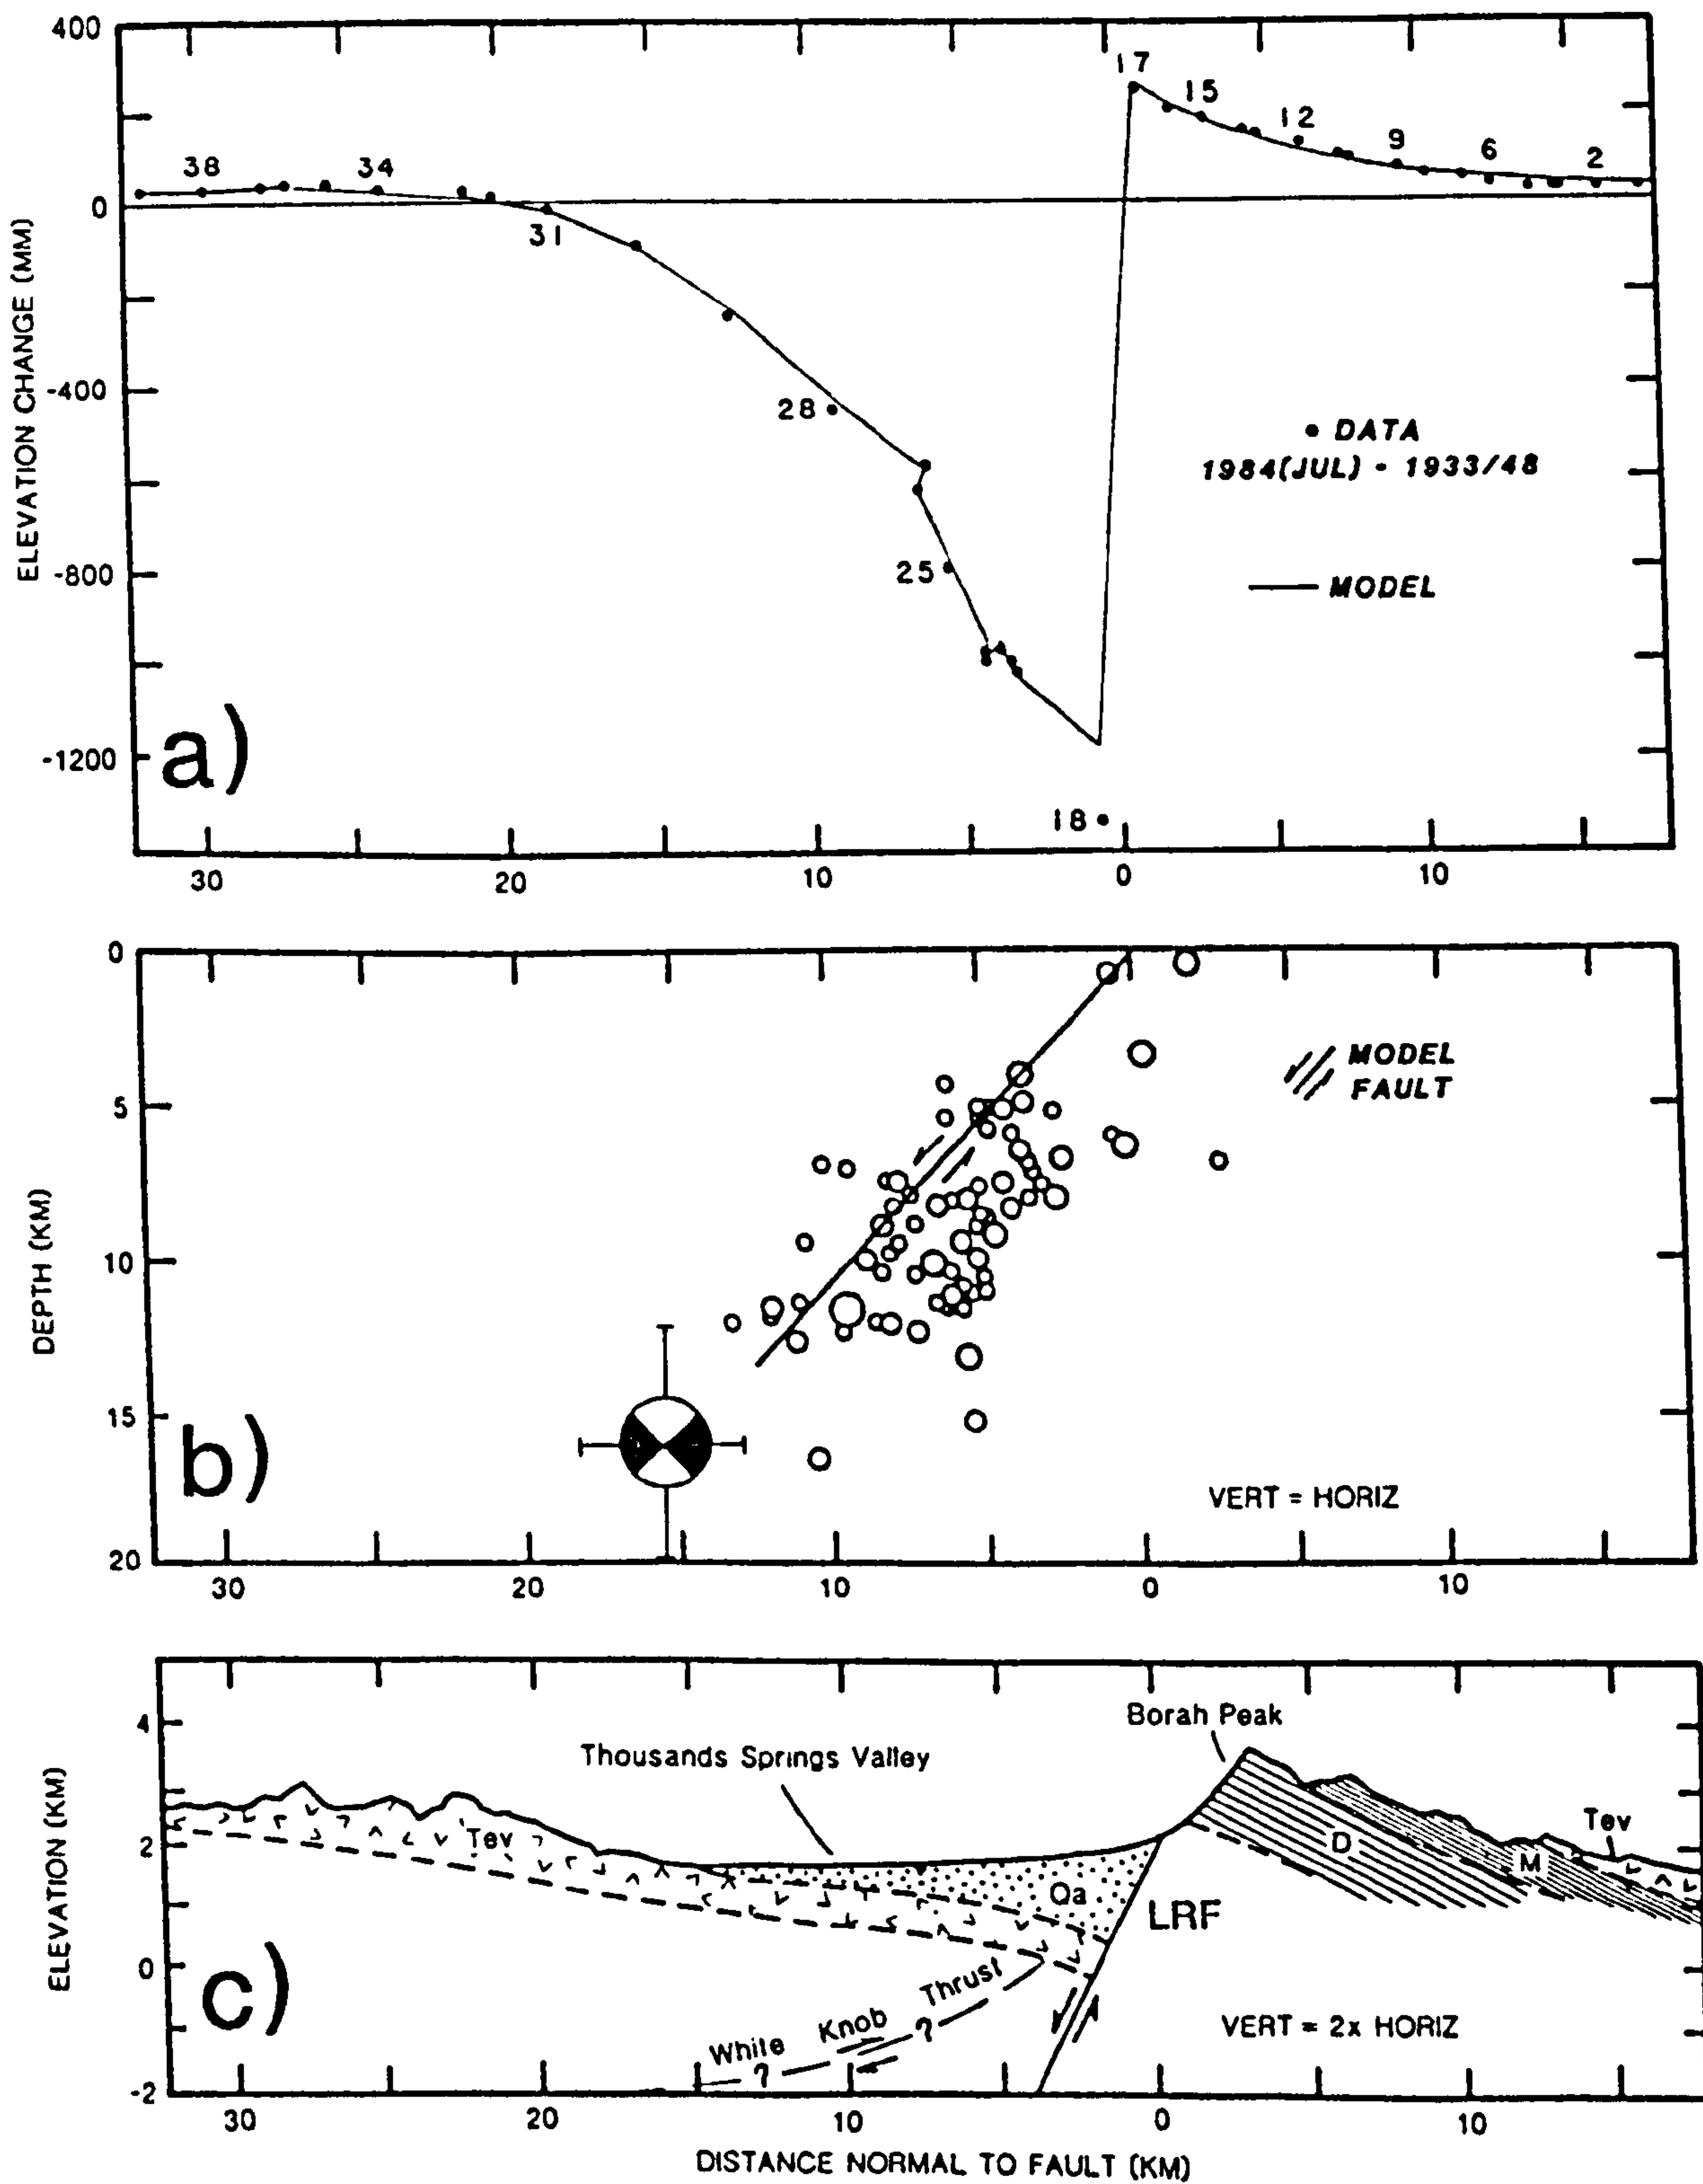 400
17
15
12
9
6
2
38
34
0
31
ELEVATION CHANGE (MM)
-400
28
• DATA
1984(JUL) - 1933/48
25
-800
MODEL
a)
-1200
18
30
20
10
0
10
0
MODEL
FAULT
5
DEPTH (KM)
10
15
b)
VERT = HORIZ
20
30
20
10
0
10
Borah Peak
4
Thousands Springs Valley
ELEVATION (KM)
Tev
Tev
2
D
M
Qa
LRF
0
c)
White Knob Thrust
?
?
VERT = 2x HORIZ
-2
30
20
10
0
10
DISTANCE NORMAL TO FAULT (KM)